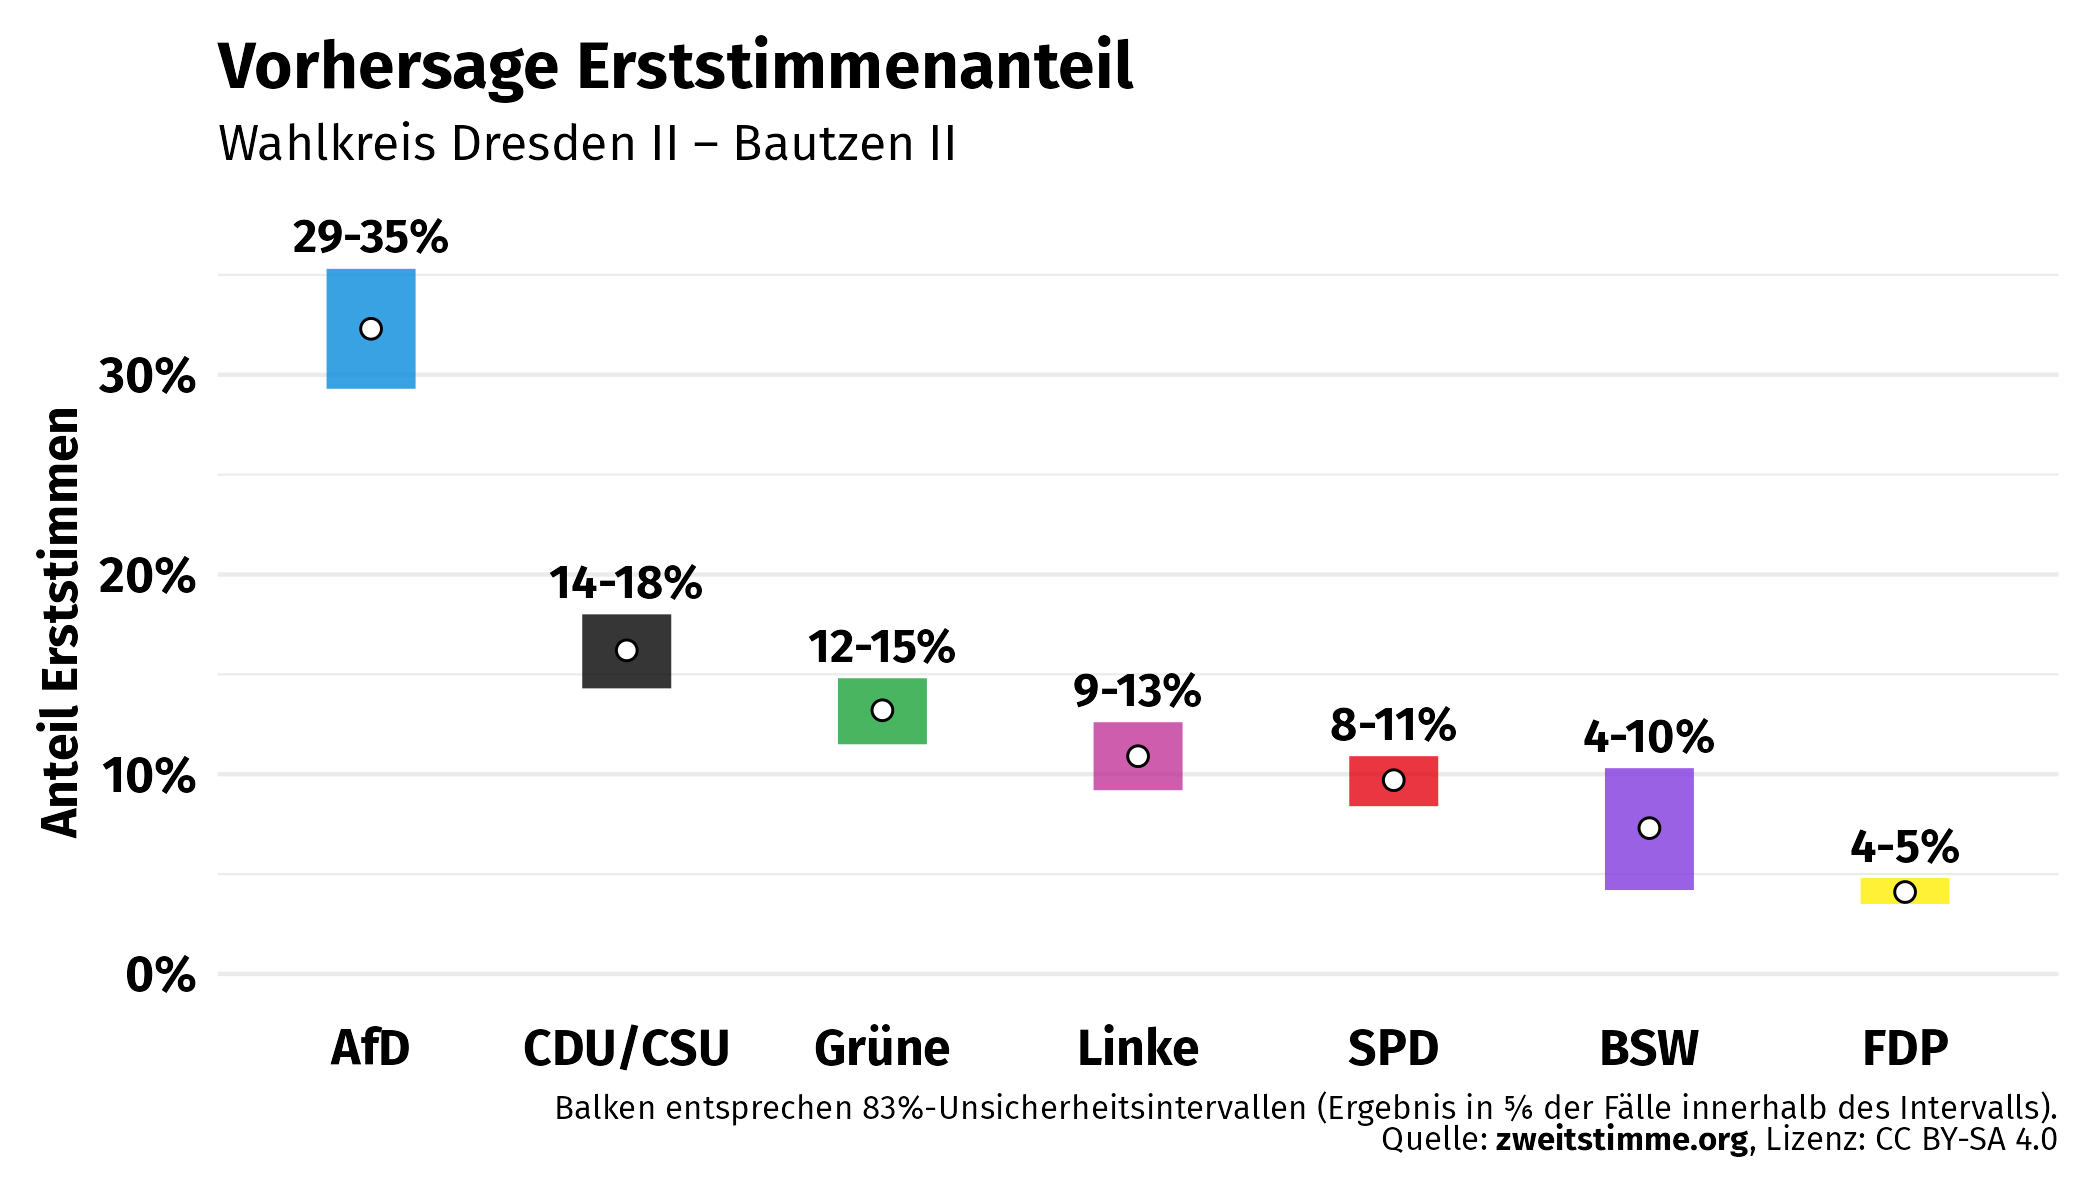 Vorhersage Erststimmenanteil
Wahlkreis Dresden II – Bautzen II
29-35%
14-18%
12-15%
9-13%
8-11%
4-10%
4-5%
Anteil Erststimmen
30%
20%
10%
0%
AfD CDU/CSU Grüne Linke SPD BSW FDP
Balken entsprechen 83%-Unsicherheitsintervallen (Ergebnis in ⅚ der Fälle innerhalb des Intervalls).
Quelle: zweitstimme.org, Lizenz: CC BY-SA 4.0